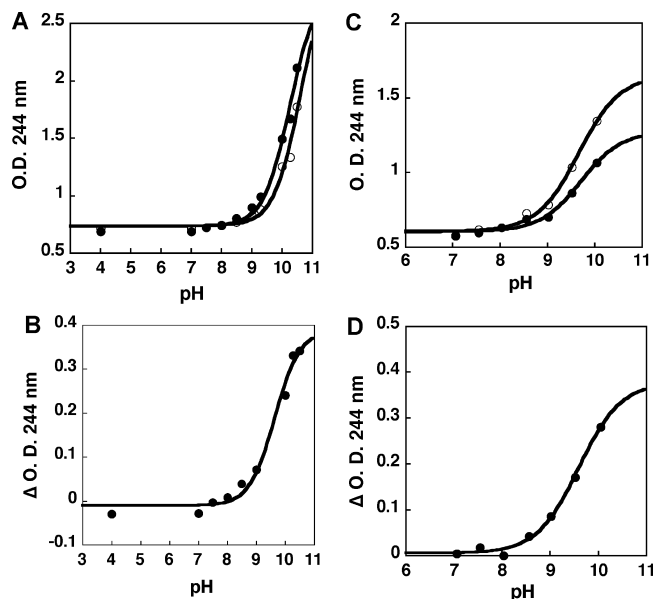 A
O.D. 244 nm
2.5
2
1.5
1
0.5
3 4 5 6 7 8 9 10 11
pH
C
O. D. 244 nm
2
1.5
1
0.5
6 7 8 9 10 11
pH
B
Δ O. D. 244 nm
0.4
0.3
0.2
0.1
0
-0.1
3 4 5 6 7 8 9 10 11
pH
D
Δ O. D. 244 nm
0.5
0.4
0.3
0.2
0.1
0
6 7 8 9 10 11
pH